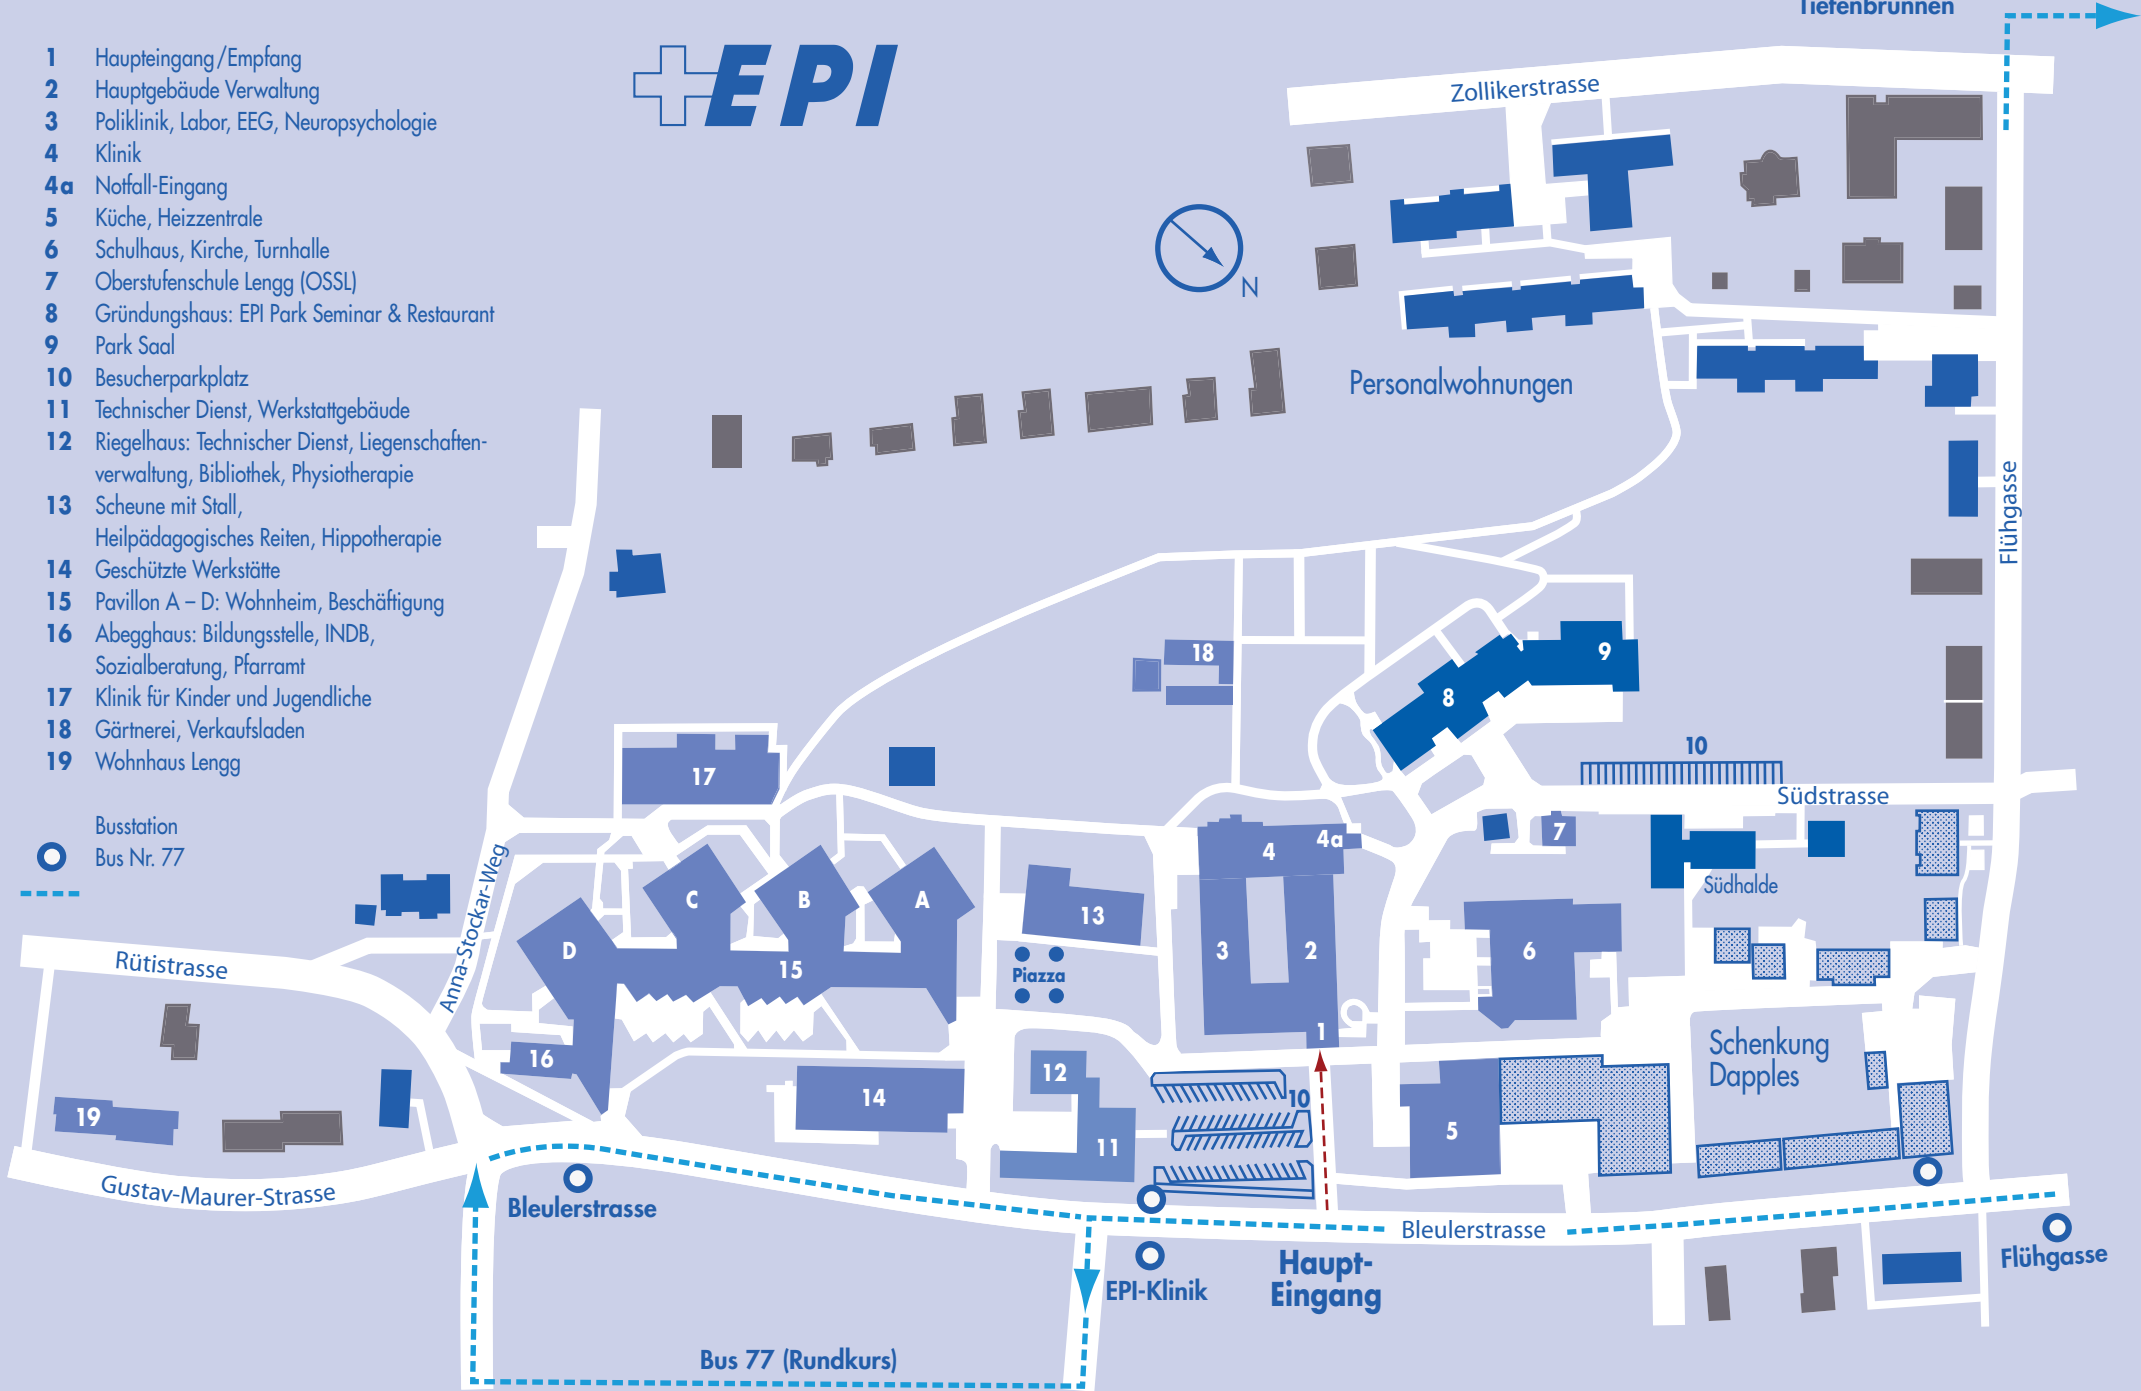 Tiefenbrunnen
1 Haupteingang/Empfang
2 Hauptgebäude Verwaltung
3 Poliklinik, Labor, EEG, Neuropsychologie
4 Klinik
4a Notfall-Eingang
5 Küche, Heizzentrale
6 Schulhaus, Kirche, Turnhalle
7 Oberstufenschule Lengg (OSSL)
8 Gründungshaus: EPI Park Seminar & Restaurant
9 Park Saal
10 Besucherparkplatz
11 Technischer Dienst, Werkstattgebäude
12 Riegelhaus: Technischer Dienst, Liegenschaften-
verwaltung, Bibliothek, Physiotherapie
13 Scheune mit Stall,
Heilpädagogisches Reiten, Hippotherapie
14 Geschützte Werkstätte
15 Pavillon A – D: Wohnheim, Beschäftigung
16 Abegghaus: Bildungsstelle, INDB,
Sozialberatung, Pfarramt
17 Klinik für Kinder und Jugendliche
18 Gärtnerei, Verkaufsladen
19 Wohnhaus Lengg
Busstation
Bus Nr. 77
EPI
Zollikerstrasse
N
Personalwohnungen
Flühgasse
18
9
8
10
17
Südstrasse
7
4a
4
Südhalde
Anna-Stockar-Weg
C
B
A
13
D
15
3
2
6
Rütistrasse
Piazza
1
Schenkung
Dapples
16
12
14
10
19
11
5
Gustav-Maurer-Strasse
Bleulerstrasse
Bleulerstrasse
Haupt-
Eingang
EPI-Klinik
Flühgasse
Bus 77 (Rundkurs)